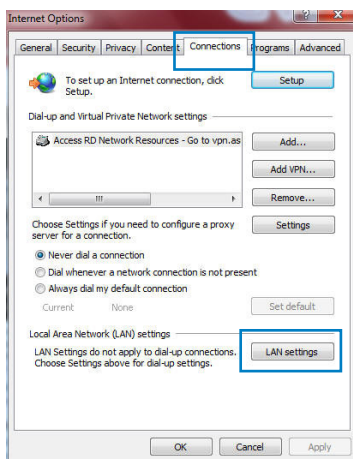 Internet Options
General Security Privacy Content Connections Programs Advanced
To set up an Internet connection, click
Setup.
Setup
Dial-up and Virtual Private Network settings
Access RD Network Resources - Go to vpn.as
Add...
Add VPN...
Remove...
Choose Settings if you need to configure a proxy
server for a connection.
Settings
Never dial a connection
Dial whenever a network connection is not present
Always dial my default connection
Current None
Set default
Local Area Network (LAN) settings
LAN Settings do not apply to dial-up connections.
Choose Settings above for dial-up settings.
LAN settings
OK Cancel Apply